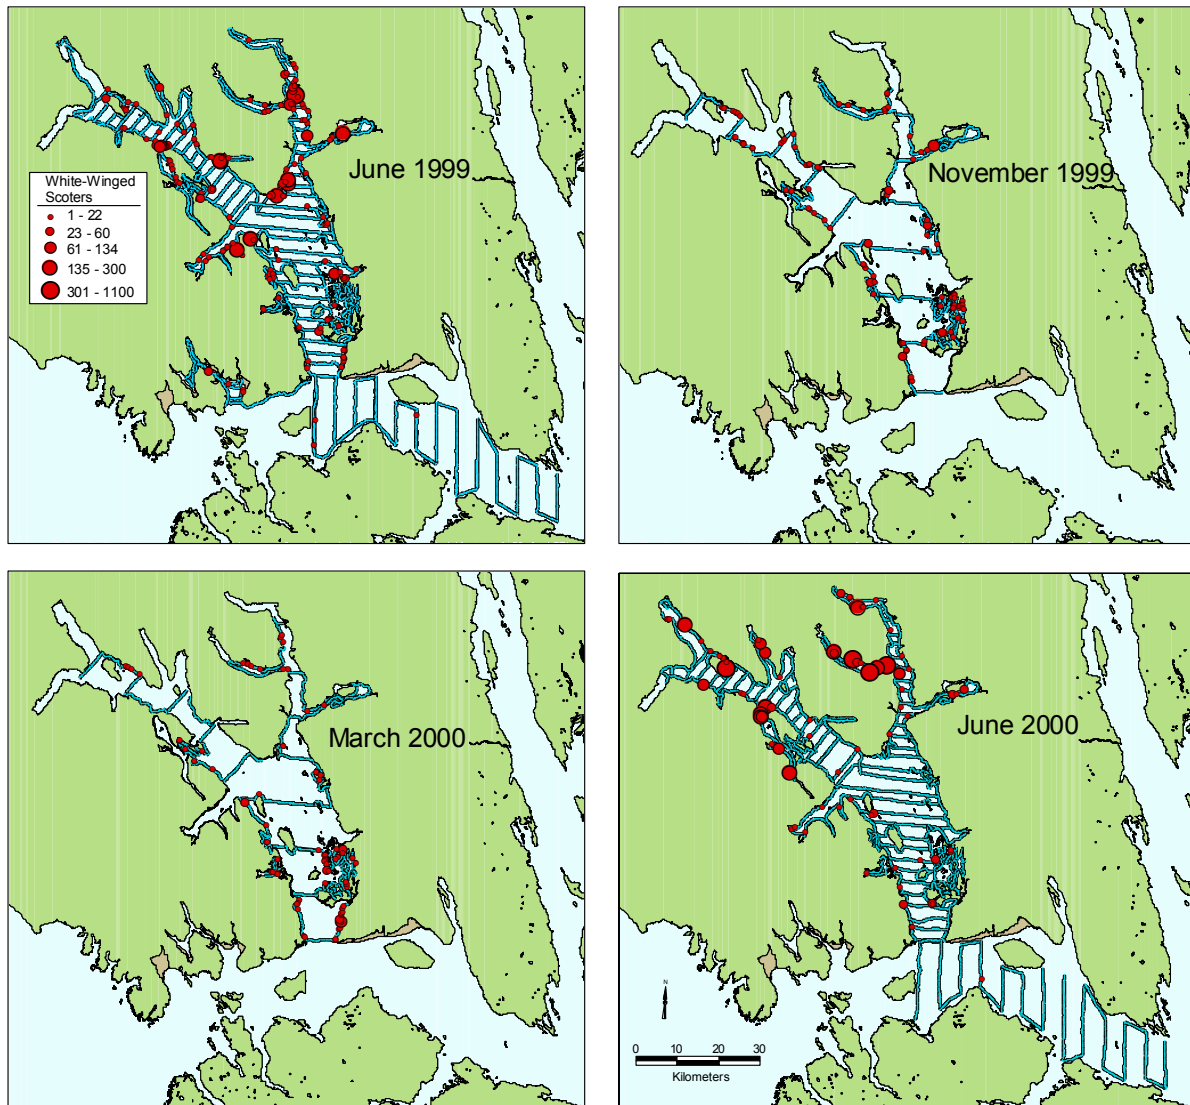 June 1999
White-Winged
Scoters
1 - 22
23 - 60
61 - 134
135 - 300
301 - 1100
November 1999
March 2000
June 2000
N
0 10 20 30
Kilometers